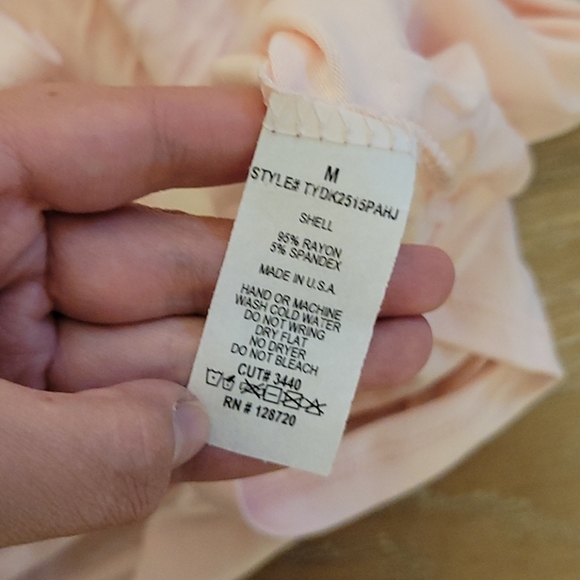 M
STYLE# TYDK2515PAHJ
SHELL
95% RAYON
5% SPANDEX
MADE IN U.S.A.
HAND OR MACHINE
WASH COLD WATER
DO NOT WRING
DRY FLAT
NO DRYER
DO NOT BLEACH
CUT# 3440
RN # 128720